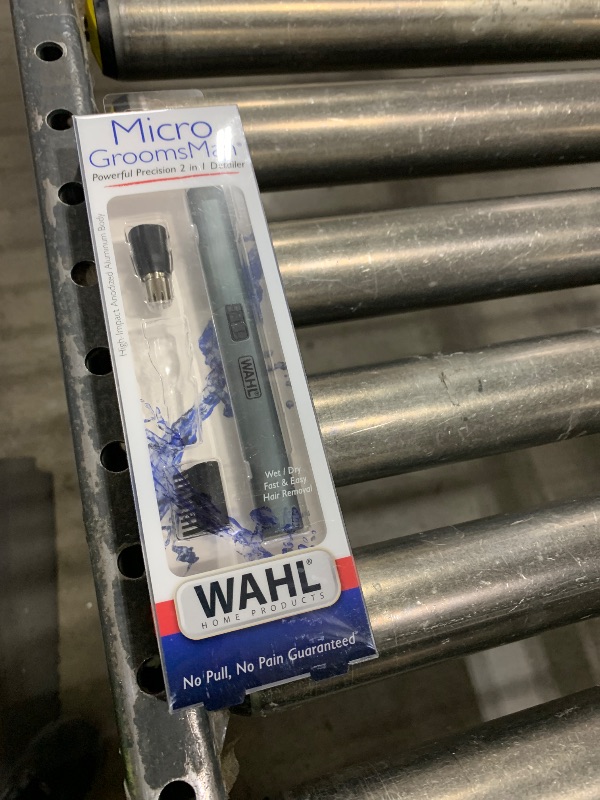 Micro
GroomsMan®
Powerful Precision 2 in 1 Detailer
High Impact Anodized Aluminum Body
WAHL
Wet / Dry
Fast & Easy
Hair Removal
WAHL®
HOME PRODUCTS
No Pull, No Pain Guaranteed